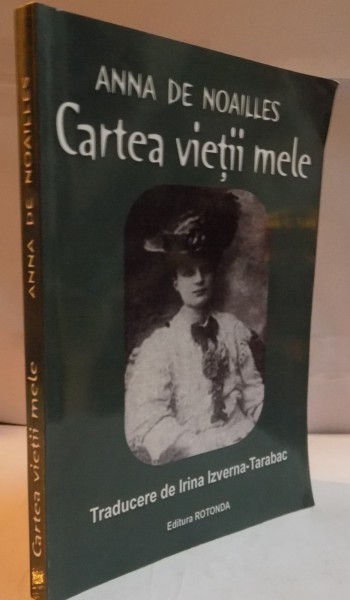 ANNA DE NOAILLES
Cartea vieții mele
Traducere de Irina Izverna-Tarabac
Editura ROTONDA
ANNA DE NOAILLES
Cartea vieții mele